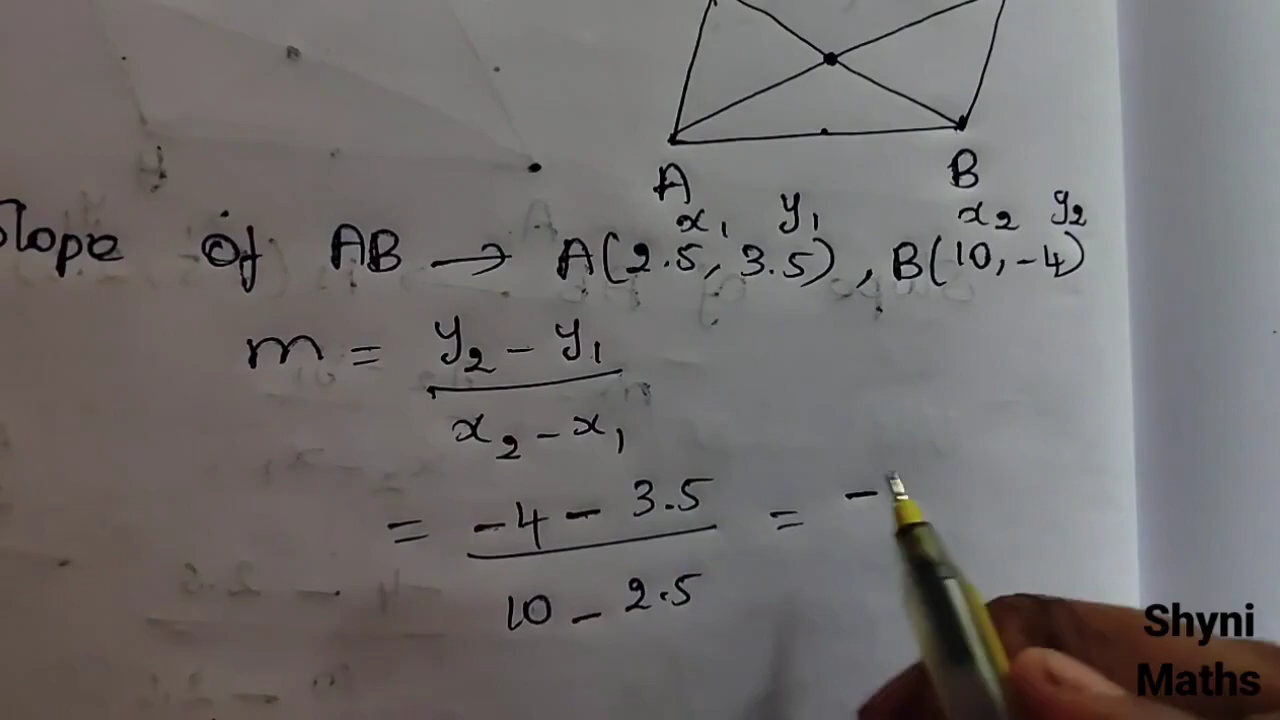 A B
x₁ y₁ x₂ y₂
Slope Of AB → A(2.5, 3.5), B(10, -4)
m = y₂ - y₁
x₂ - x₁
= -4 - 3.5 = -
10 - 2.5
Shyni
Maths